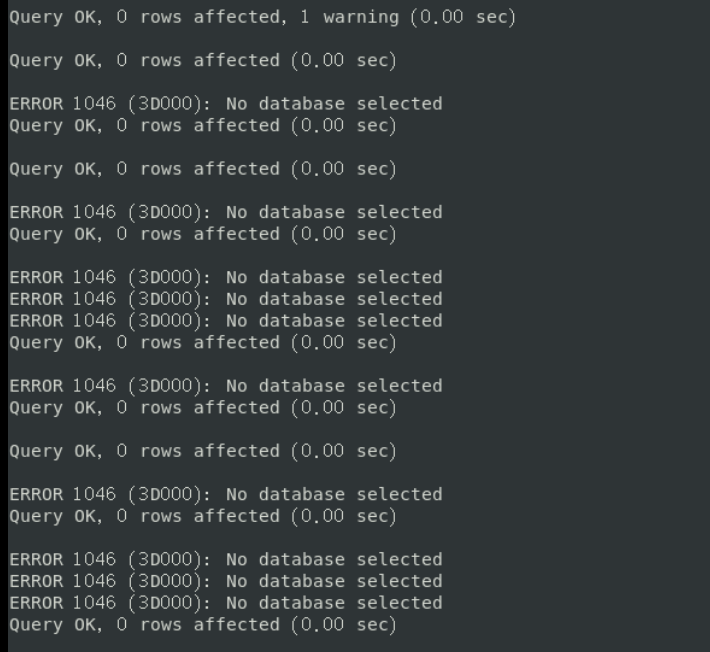 Query OK, 0 rows affected, 1 warning (0.00 sec)
Query OK, 0 rows affected (0.00 sec)
ERROR 1046 (3D000): No database selected
Query OK, 0 rows affected (0.00 sec)
Query OK, 0 rows affected (0.00 sec)
ERROR 1046 (3D000): No database selected
Query OK, 0 rows affected (0.00 sec)
ERROR 1046 (3D000): No database selected
ERROR 1046 (3D000): No database selected
ERROR 1046 (3D000): No database selected
Query OK, 0 rows affected (0.00 sec)
ERROR 1046 (3D000): No database selected
Query OK, 0 rows affected (0.00 sec)
Query OK, 0 rows affected (0.00 sec)
ERROR 1046 (3D000): No database selected
Query OK, 0 rows affected (0.00 sec)
ERROR 1046 (3D000): No database selected
ERROR 1046 (3D000): No database selected
ERROR 1046 (3D000): No database selected
Query OK, 0 rows affected (0.00 sec)